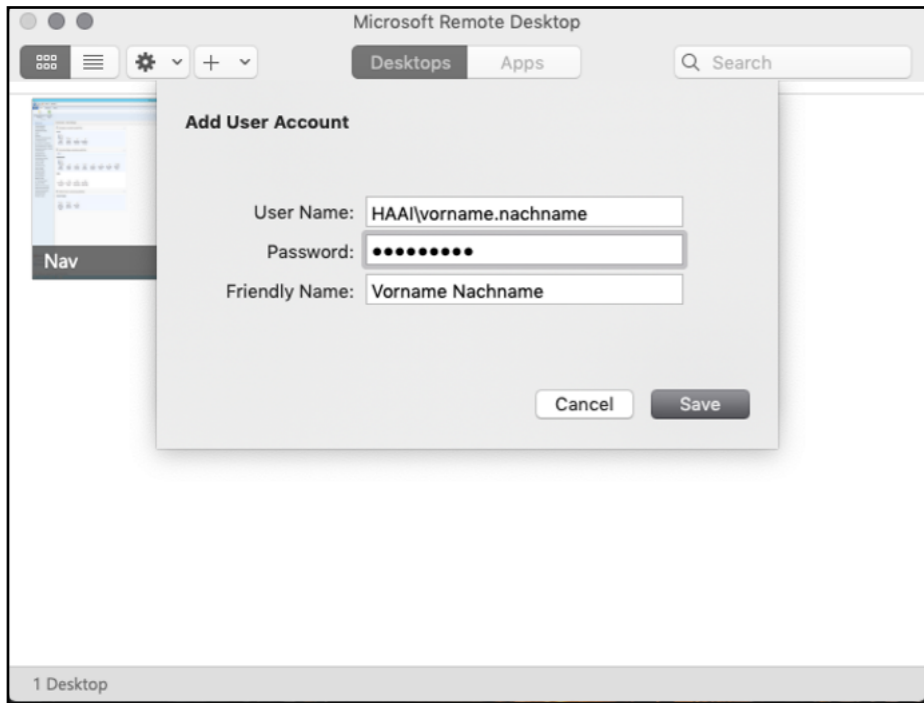 Microsoft Remote Desktop
Desktops Apps Search
Add User Account
User Name: HAAI\vorname.nachname
Password: •••••••••
Nav
Friendly Name: Vorname Nachname
Cancel Save
1 Desktop